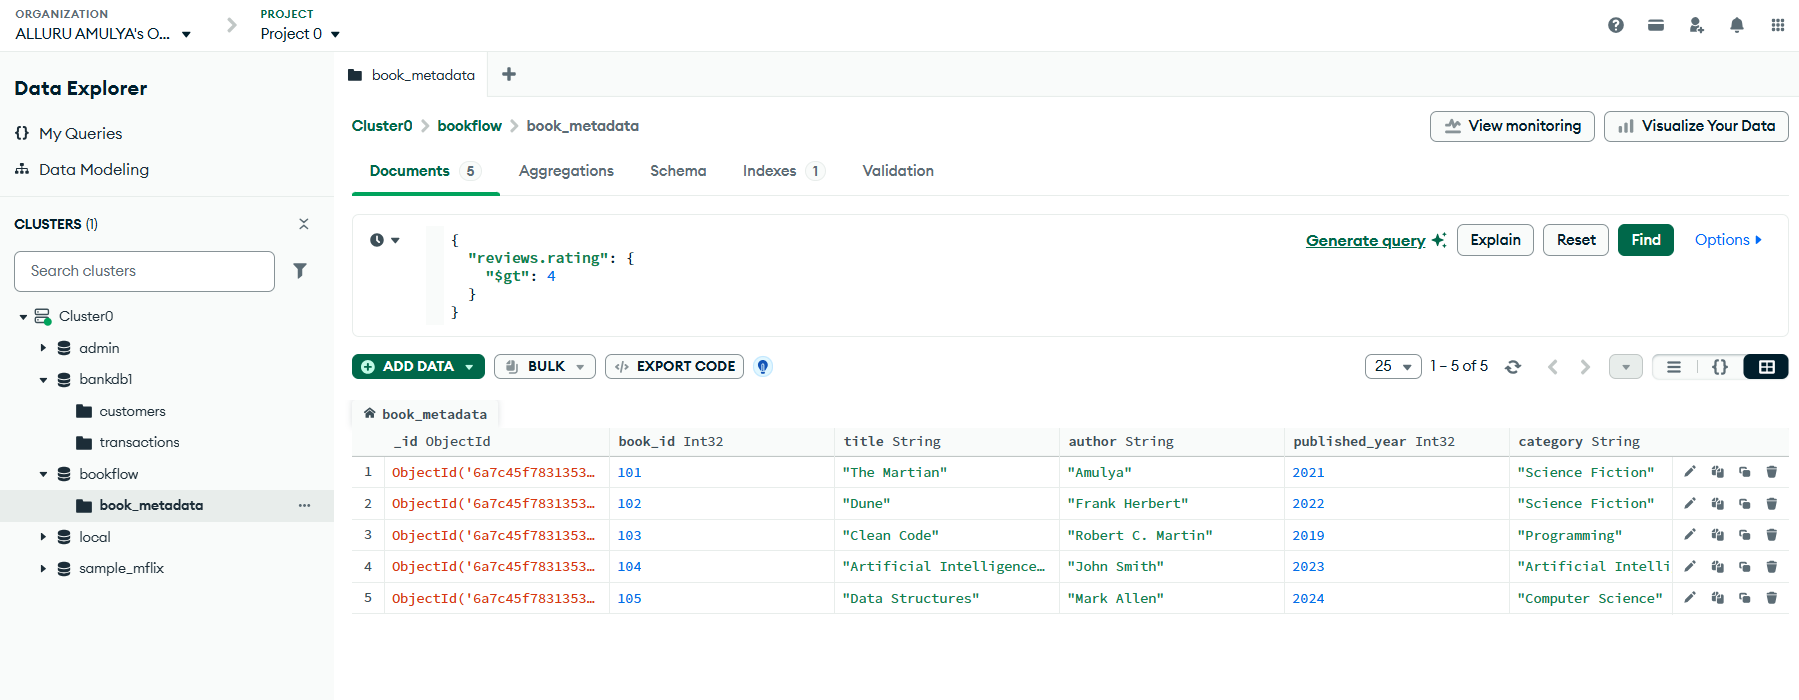 ORGANIZATION
ALLURU AMULYA's O...
PROJECT
Project 0
Data Explorer
My Queries
Data Modeling
CLUSTERS (1)
Search clusters
Cluster0
admin
bankdb1
customers
transactions
bookflow
book_metadata
local
sample_mflix
book_metadata
Cluster0 > bookflow > book_metadata
View monitoring
Visualize Your Data
Documents 5
Aggregations
Schema
Indexes 1
Validation
{
"reviews.rating": {
"$gt": 4
}
}
Generate query
Explain
Reset
Find
Options
ADD DATA
BULK
EXPORT CODE
25
1 – 5 of 5
book_metadata
_id ObjectId book_id Int32 title String author String published_year Int32 category String
1 ObjectId('6a7c45f7831353… 101 "The Martian" "Amulya" 2021 "Science Fiction"
2 ObjectId('6a7c45f7831353… 102 "Dune" "Frank Herbert" 2022 "Science Fiction"
3 ObjectId('6a7c45f7831353… 103 "Clean Code" "Robert C. Martin" 2019 "Programming"
4 ObjectId('6a7c45f7831353… 104 "Artificial Intelligence… "John Smith" 2023 "Artificial Intelli
5 ObjectId('6a7c45f7831353… 105 "Data Structures" "Mark Allen" 2024 "Computer Science"